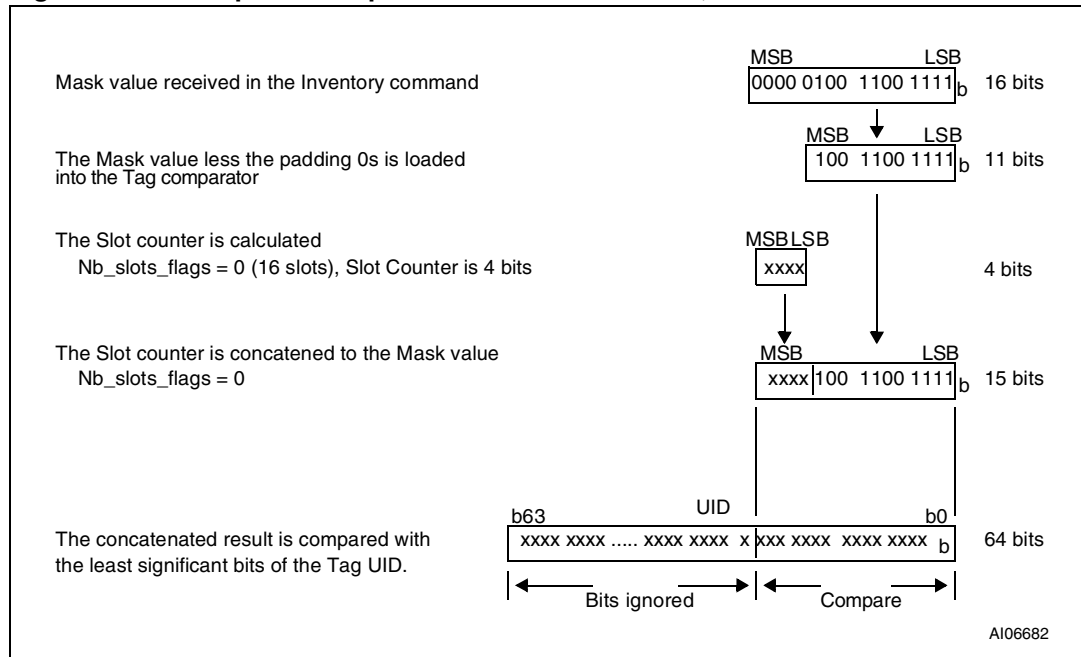 MSB LSB
Mask value received in the Inventory command 0000 0100 1100 1111 b 16 bits
MSB LSB
The Mask value less the padding 0s is loaded
into the Tag comparator
100 1100 1111 b 11 bits
The Slot counter is calculated
MSB LSB
Nb_slots_flags = 0 (16 slots), Slot Counter is 4 bits xxxx 4 bits
The Slot counter is concatened to the Mask value
MSB LSB
Nb_slots_flags = 0 xxxx 100 1100 1111 b 15 bits
UID
b63 b0
The concatenated result is compared with
the least significant bits of the Tag UID.
xxxx xxxx ..... xxxx xxxx x xxx xxxx xxxx xxxx b 64 bits
Bits ignored Compare
AI06682